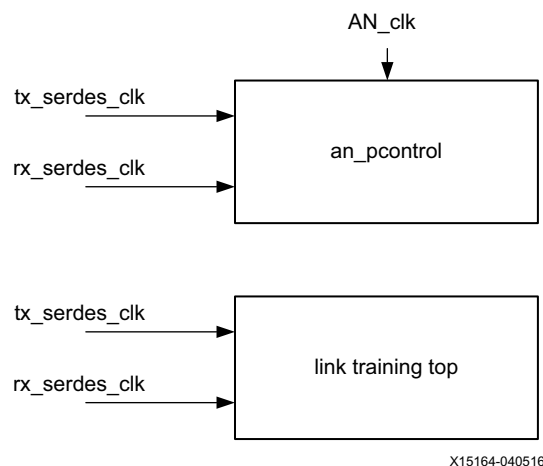 AN_clk
tx_serdes_clk
an_pcontrol
rx_serdes_clk
tx_serdes_clk
link training top
rx_serdes_clk
X15164-040516